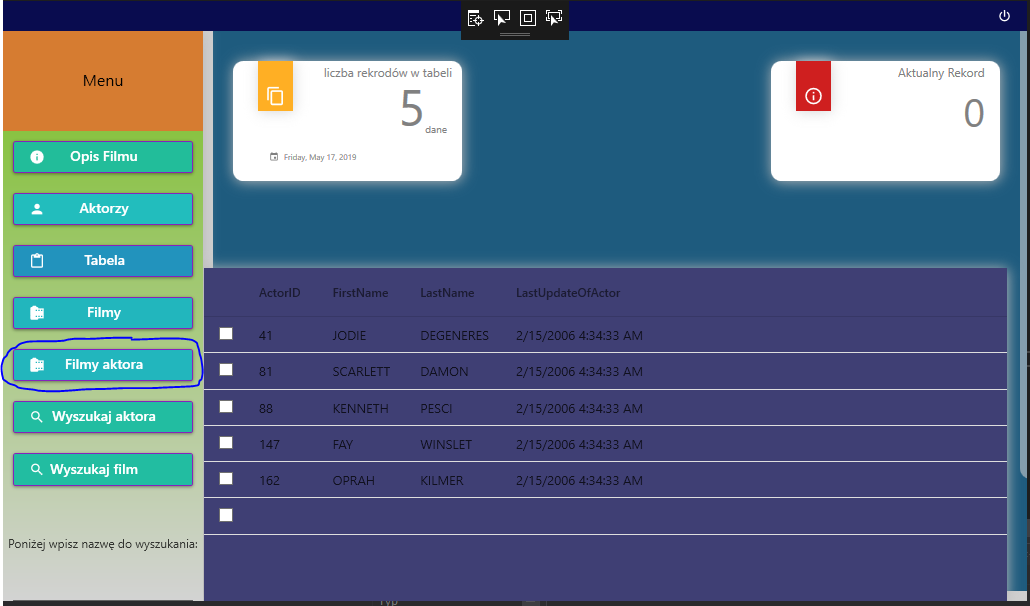 Menu
liczba rekrodów w tabeli
5
dane
Friday, May 17, 2019
Aktualny Rekord
0
Opis Filmu
Aktorzy
Tabela
Filmy
Filmy aktora
Wyszukaj aktora
Wyszukaj film
Poniżej wpisz nazwę do wyszukania:
ActorID FirstName LastName LastUpdateOfActor
41 JODIE DEGENERES 2/15/2006 4:34:33 AM
81 SCARLETT DAMON 2/15/2006 4:34:33 AM
88 KENNETH PESCI 2/15/2006 4:34:33 AM
147 FAY WINSLET 2/15/2006 4:34:33 AM
162 OPRAH KILMER 2/15/2006 4:34:33 AM